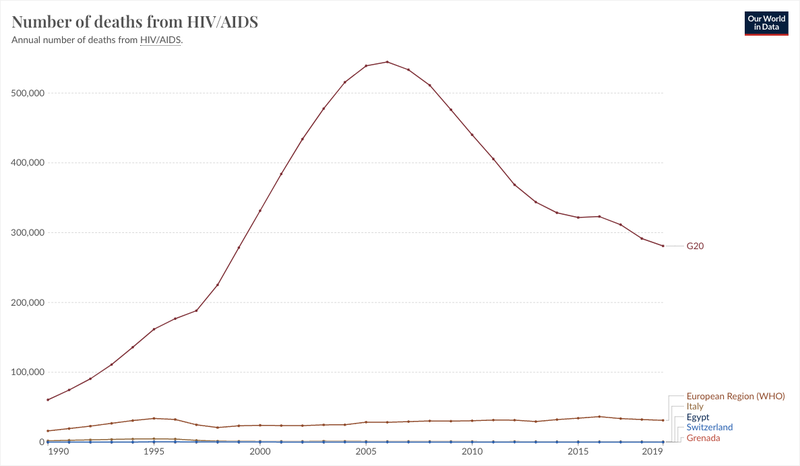 Number of deaths from HIV/AIDS
Annual number of deaths from HIV/AIDS.
Our World
in Data
500,000
400,000
300,000
200,000
100,000
0
G20
European Region (WHO)
Italy
Egypt
Switzerland
Grenada
1990
1995
2000
2005
2010
2015
2019